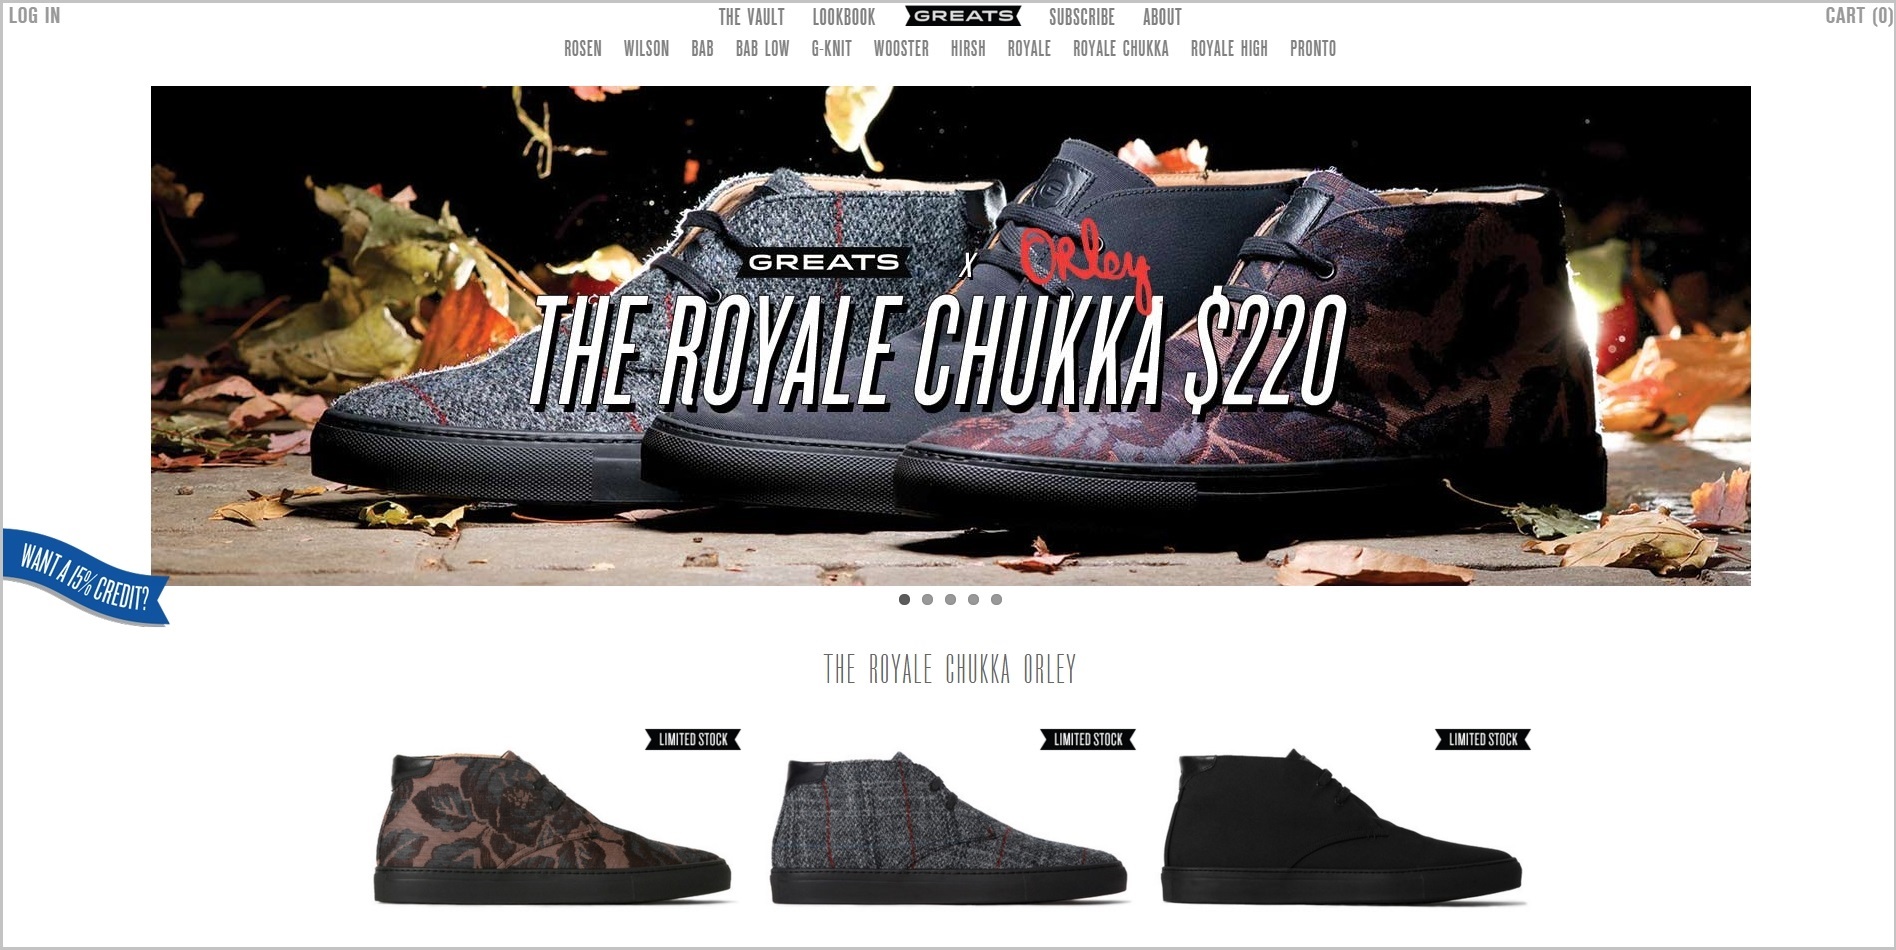 LOG IN
THE VAULT LOOKBOOK GREATS SUBSCRIBE ABOUT
CART (0)
ROSEN WILSON BAB BAB LOW G-KNIT WOOSTER HIRSH ROYALE ROYALE CHUKKA ROYALE HIGH PRONTO
GREATS X Orley
THE ROYALE CHUKKA $220
WANT A 15% CREDIT?
THE ROYALE CHUKKA ORLEY
LIMITED STOCK
LIMITED STOCK
LIMITED STOCK